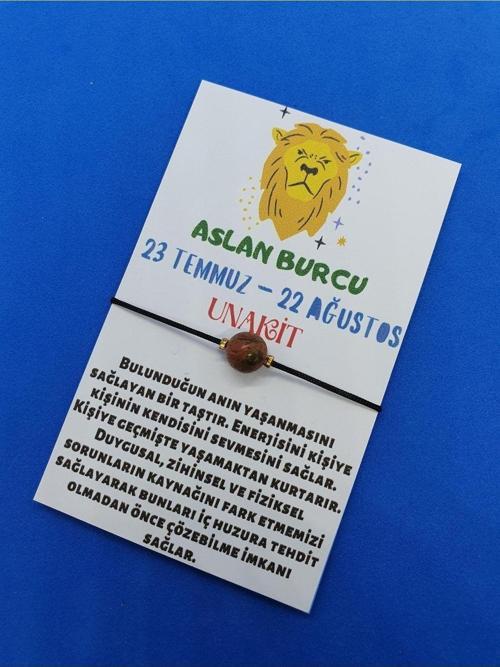 ASLAN BURCU
23 TEMMUZ – 22 AĞUSTOS
UNAKİT
BULUNDUĞUN ANIN YAŞANMASINI
SAĞLAYAN BİR TAŞTIR. ENERJİSİNİ KİŞİYE
KİŞİNİN KENDİSİNİ SEVMESİNİ SAĞLAR.
KİŞİYE GEÇMİŞTE YAŞAMAKTAN KURTARIR.
DUYGUSAL, ZİHİNSEL VE FİZİKSEL
SORUNLARIN KAYNAĞINI FARK ETMEMİZİ
SAĞLAYARAK BUNLARI İÇ HUZURA TEHDİT
OLMADAN ÖNCE ÇÖZEBİLME İMKANI
SAĞLAR.